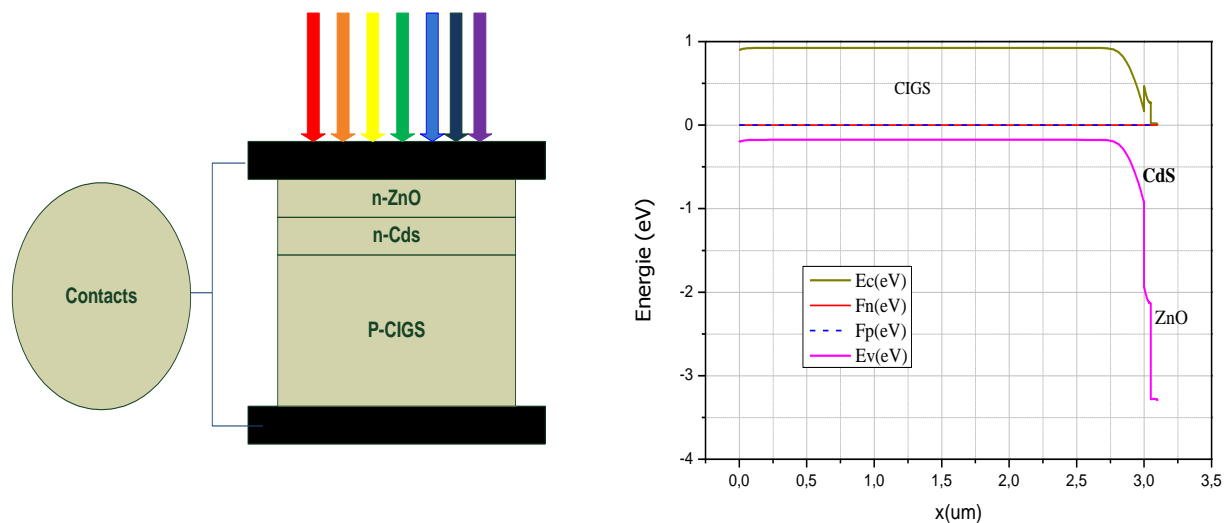 n-ZnO
n-Cds
P-CIGS
Contacts
1
0
-1
-2
-3
-4
Energie (eV)
CIGS
CdS
ZnO
Ec(eV)
Fn(eV)
Fp(eV)
Ev(eV)
0,0 0,5 1,0 1,5 2,0 2,5 3,0 3,5
x(um)